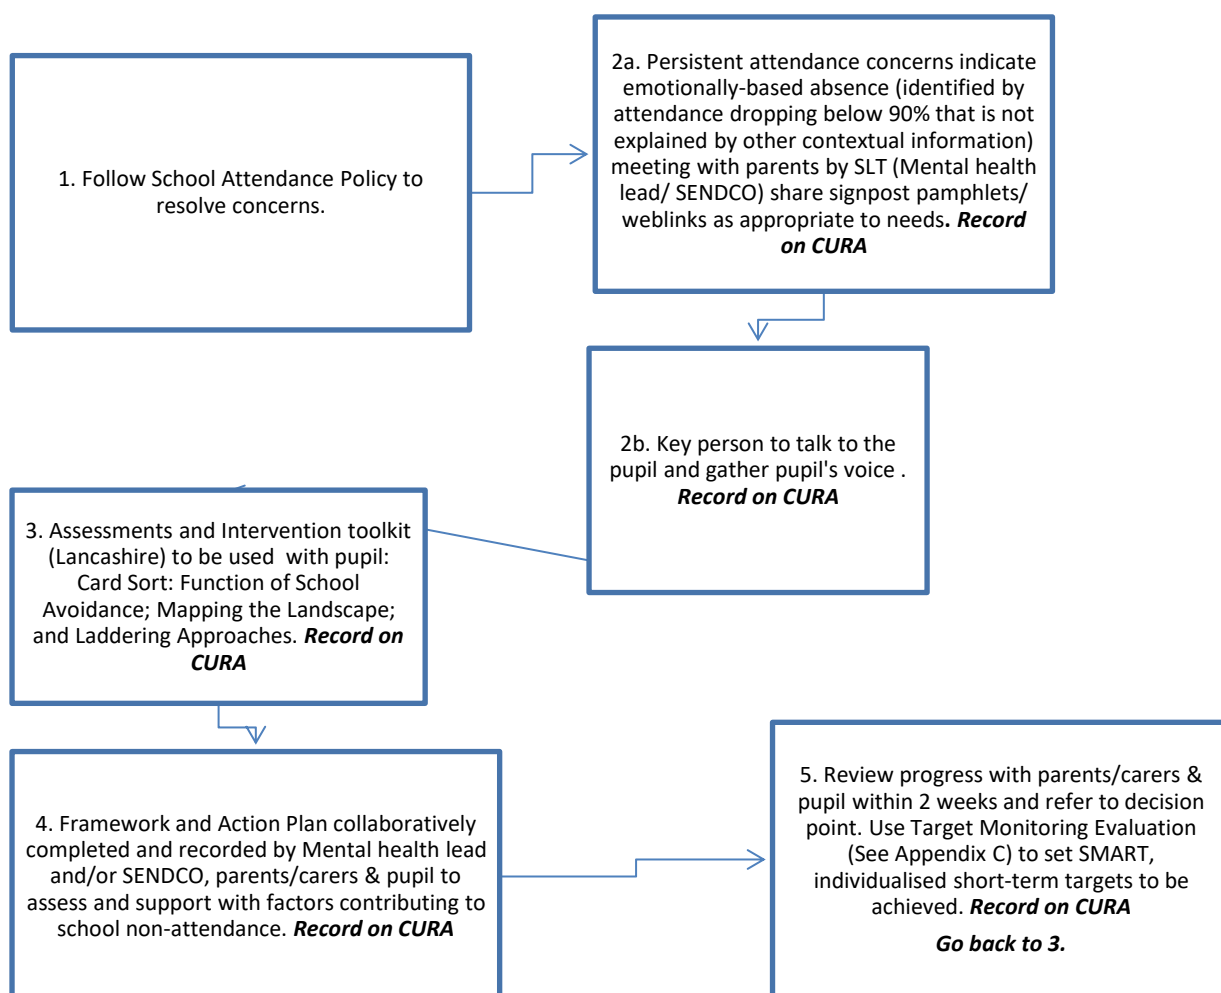 1. Follow School Attendance Policy to
resolve concerns.
2a. Persistent attendance concerns indicate
emotionally-based absence (identified by
attendance dropping below 90% that is not
explained by other contextual information)
meeting with parents by SLT (Mental health
lead/ SENDCO) share signpost pamphlets/
weblinks as appropriate to needs. Record
on CURA
2b. Key person to talk to the
pupil and gather pupil's voice .
Record on CURA
3. Assessments and Intervention toolkit
(Lancashire) to be used  with pupil:
Card Sort: Function of School
Avoidance; Mapping the Landscape;
and Laddering Approaches. Record on
CURA
4. Framework and Action Plan collaboratively
completed and recorded by Mental health lead
and/or SENDCO, parents/carers & pupil to
assess and support with factors contributing to
school non-attendance. Record on CURA
5. Review progress with parents/carers &
pupil within 2 weeks and refer to decision
point. Use Target Monitoring Evaluation
(See Appendix C) to set SMART,
individualised short-term targets to be
achieved. Record on CURA
Go back to 3.